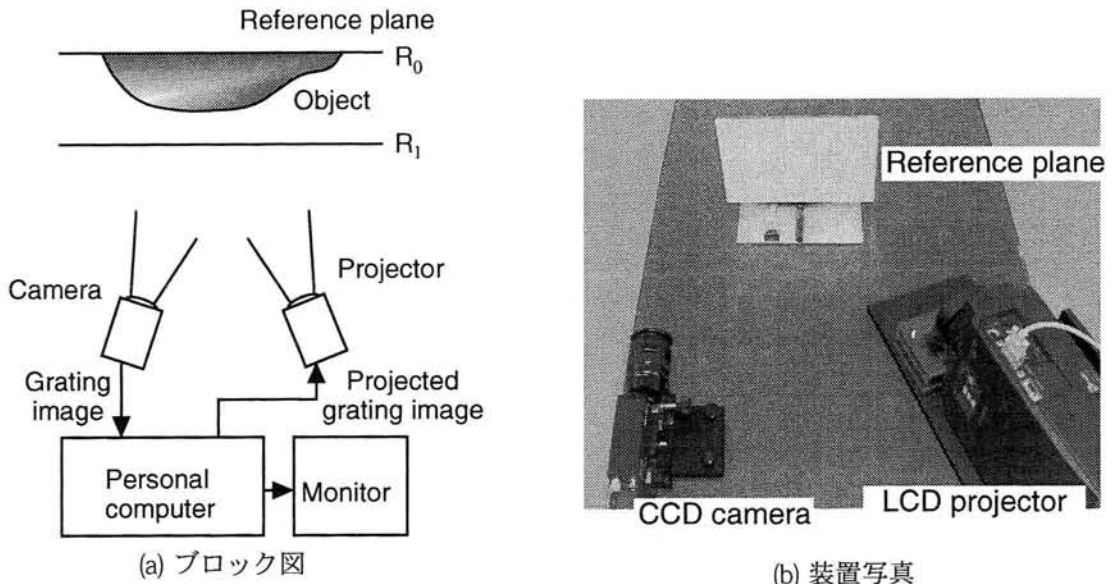 Reference plane
R0
Object
R1
Camera
Projector
Grating
image
Projected
grating image
Personal
computer
Monitor
(a) ブロック図
Reference plane
CCD camera
LCD projector
(b) 装置写真